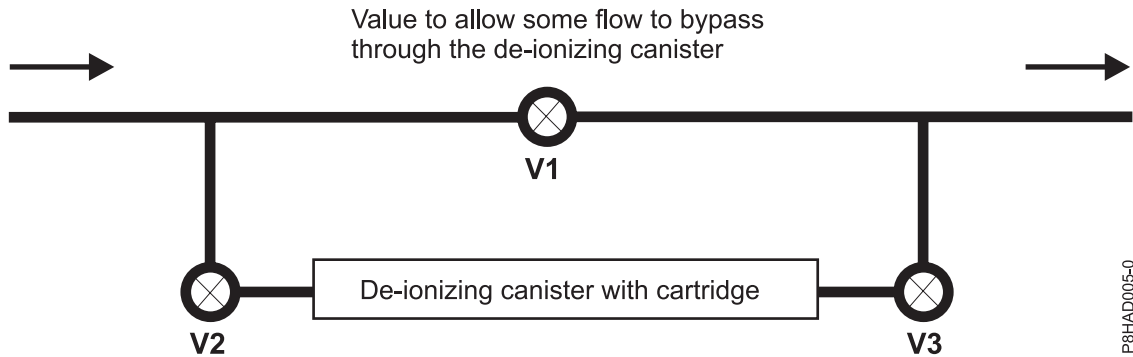 Value to allow some flow to bypass
through the de-ionizing canister
V1
De-ionizing canister with cartridge
V2
V3
P8HAD005-0